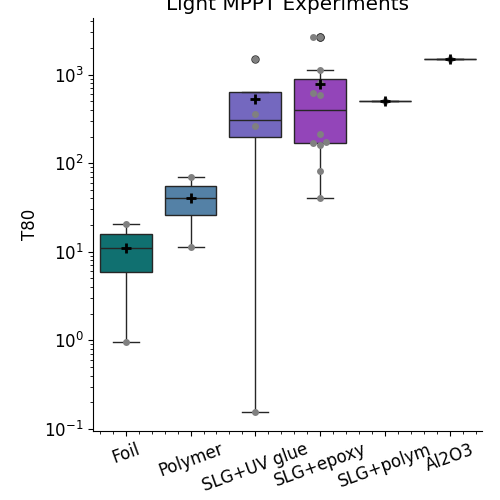 Light MPPT Experiments
T80
10³
10²
10¹
10⁰
10⁻¹
Foil
Polymer
SLG+UV glue
SLG+epoxy
SLG+polym
Al2O3